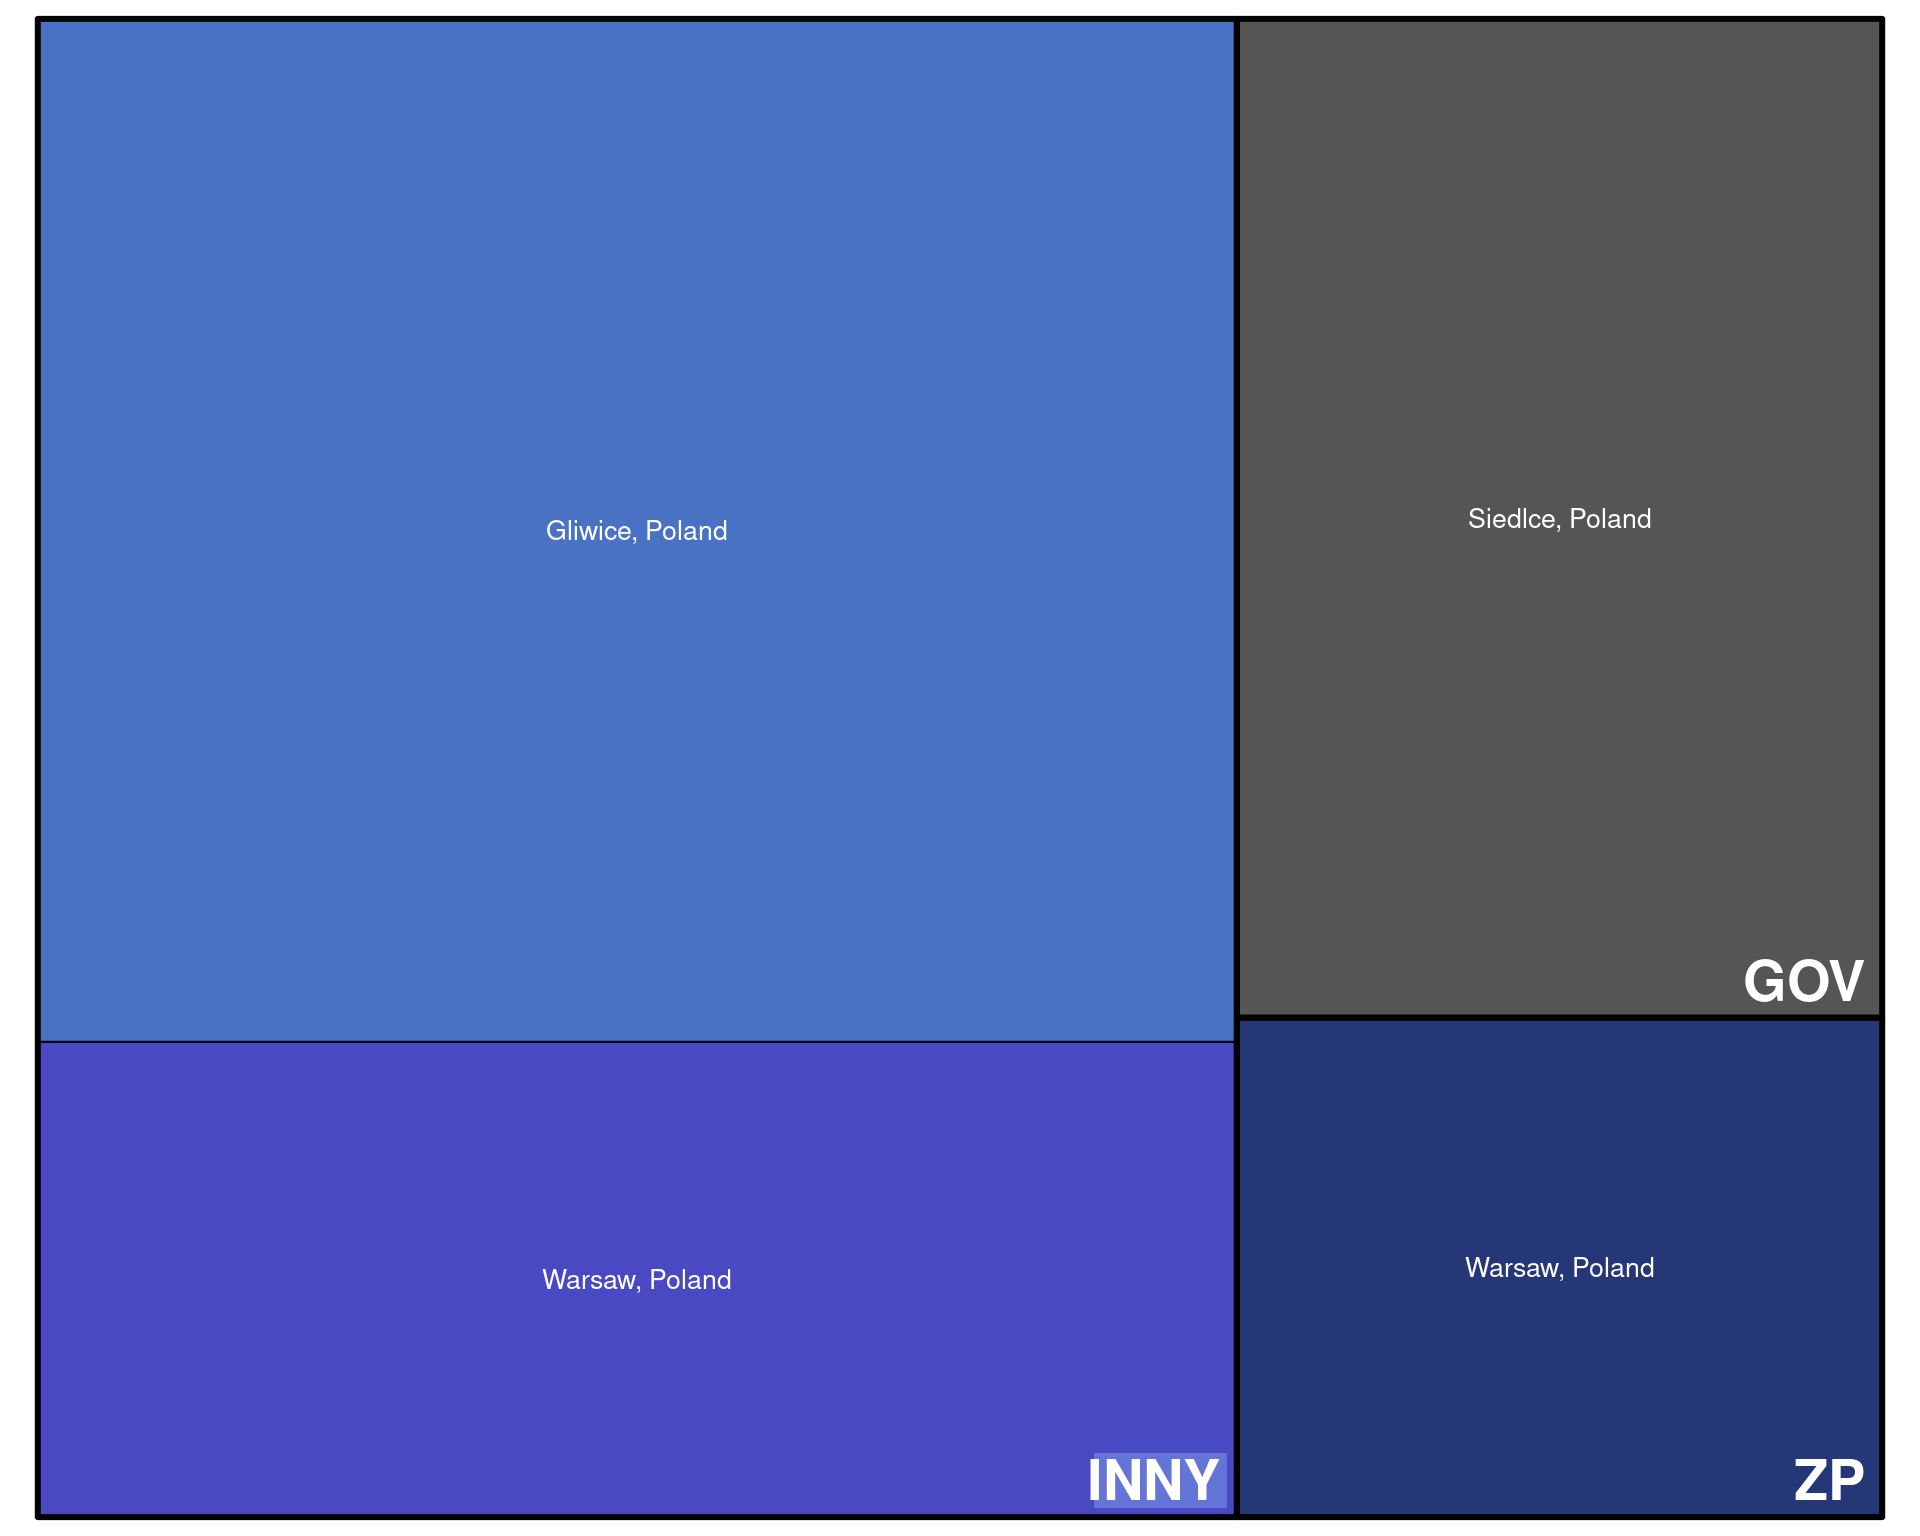 Gliwice, Poland
Siedlce, Poland
GOV
Warsaw, Poland
INNY
Warsaw, Poland
ZP